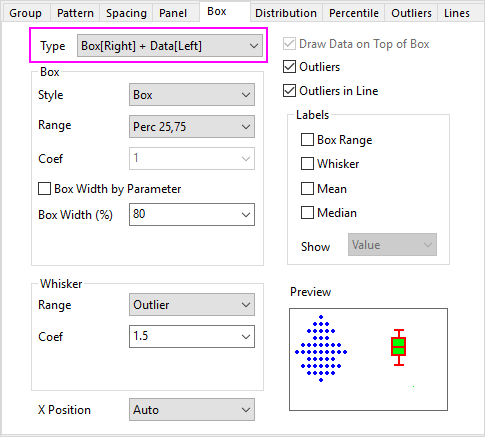 Group Pattern Spacing Panel Box Distribution Percentile Outliers Lines
Type Box[Right] + Data[Left]
Draw Data on Top of Box
Outliers
Outliers in Line
Box
Style Box
Range Perc 25,75
Coef 1
Box Width by Parameter
Box Width (%) 80
Labels
Box Range
Whisker
Mean
Median
Show Value
Whisker
Range Outlier
Coef 1.5
X Position Auto
Preview